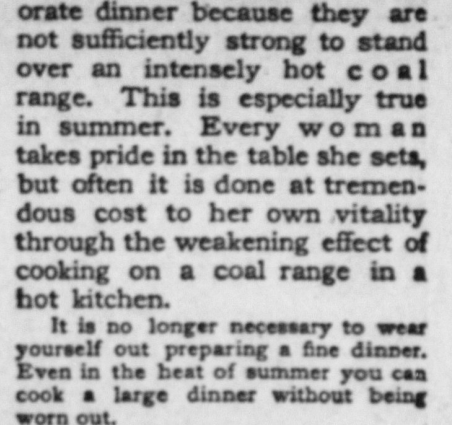 orate dinner because they are
not sufficiently strong to stand
over an intensely hot coal
range. This is especially true
in summer. Every woman
takes pride in the table she sets,
but often it is done at tremen-
dous cost to her own vitality
through the weakening effect of
cooking on a coal range in a
hot kitchen.
It is no longer necessary to wear
yourself out preparing a fine dinner.
Even in the heat of summer you can
cook a large dinner without being
worn out.